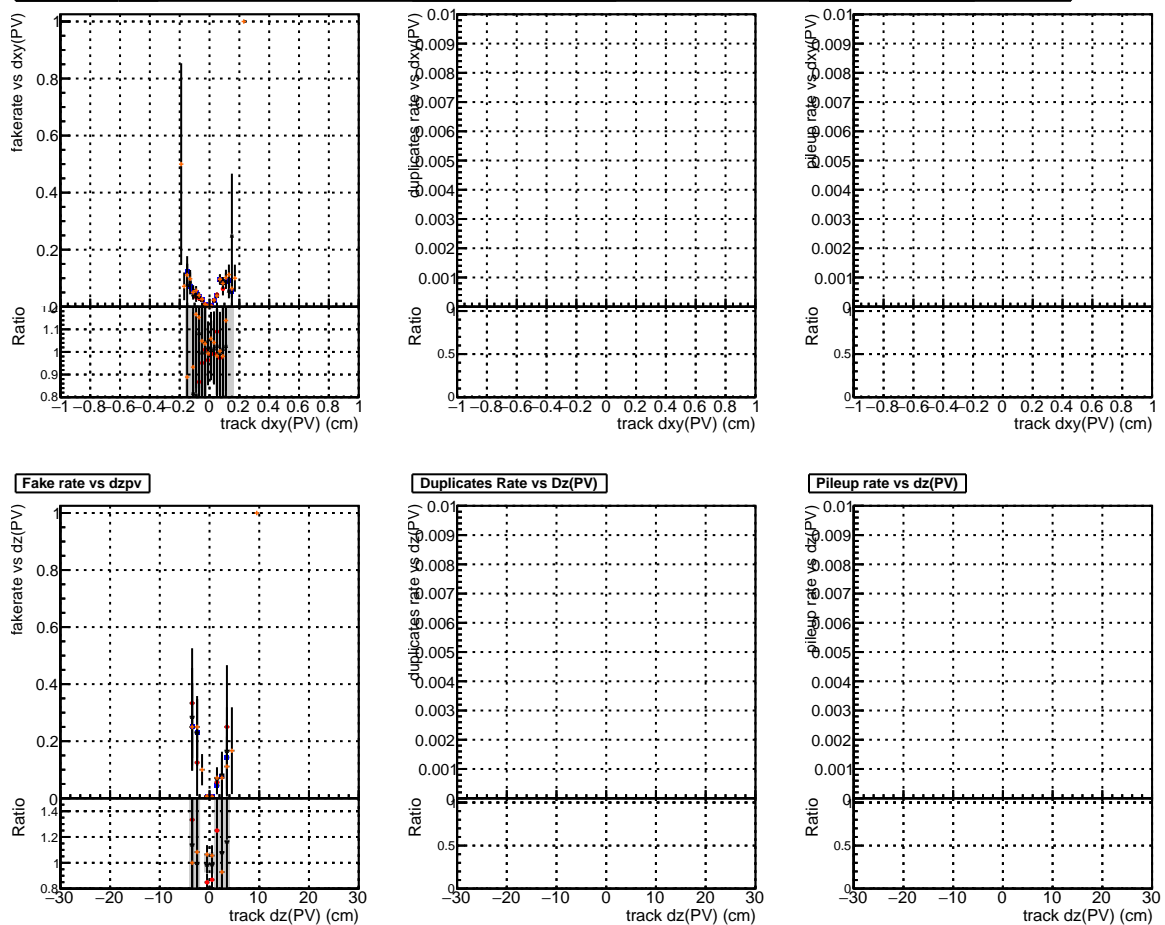 fakerate vs dxy(PV)
1
0.8
0.6
0.4
0.2
0
Ratio
1.1
1
0.9
0.8
−1 −0.8−0.6−0.4−0.2 0 0.2 0.4 0.6 0.8 1
track dxy(PV) (cm)
duplicates rate vs dxy(PV)
0.01
0.009
0.008
0.007
0.006
0.005
0.004
0.003
0.002
0.001
0
Ratio
1
0.5
0
−1 −0.8−0.6−0.4−0.2 0 0.2 0.4 0.6 0.8 1
track dxy(PV) (cm)
pileup rate vs dxy(PV)
0.01
0.009
0.008
0.007
0.006
0.005
0.004
0.003
0.002
0.001
0
Ratio
1
0.5
0
−1 −0.8−0.6−0.4−0.2 0 0.2 0.4 0.6 0.8 1
track dxy(PV) (cm)
Fake rate vs dzpv
fakerate vs dz(PV)
1
0.8
0.6
0.4
0.2
0
Ratio
1.4
1.2
1
0.8
−30 −20 −10 0 10 20 30
track dz(PV) (cm)
Duplicates Rate vs Dz(PV)
duplicates rate vs dz(PV)
0.01
0.009
0.008
0.007
0.006
0.005
0.004
0.003
0.002
0.001
0
Ratio
1
0.5
0
−30 −20 −10 0 10 20 30
track dz(PV) (cm)
Pileup rate vs dz(PV)
pileup rate vs dz(PV)
0.01
0.009
0.008
0.007
0.006
0.005
0.004
0.003
0.002
0.001
0
Ratio
1
0.5
0
−30 −20 −10 0 10 20 30
track dz(PV) (cm)